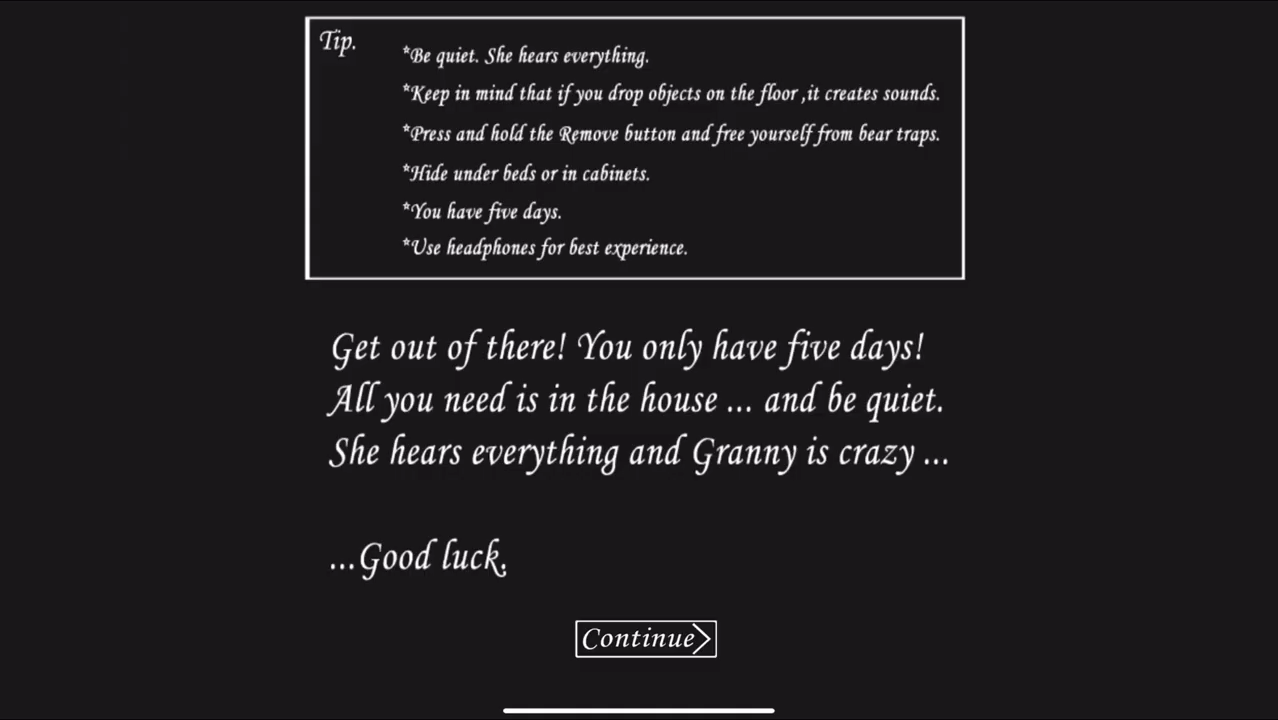 Tip.
*Be quiet. She hears everything.
*Keep in mind that if you drop objects on the floor ,it creates sounds.
*Press and hold the Remove button and free yourself from bear traps.
*Hide under beds or in cabinets.
*You have five days.
*Use headphones for best experience.
Get out of there! You only have five days!
All you need is in the house ... and be quiet.
She hears everything and Granny is crazy ...
...Good luck.
Continue